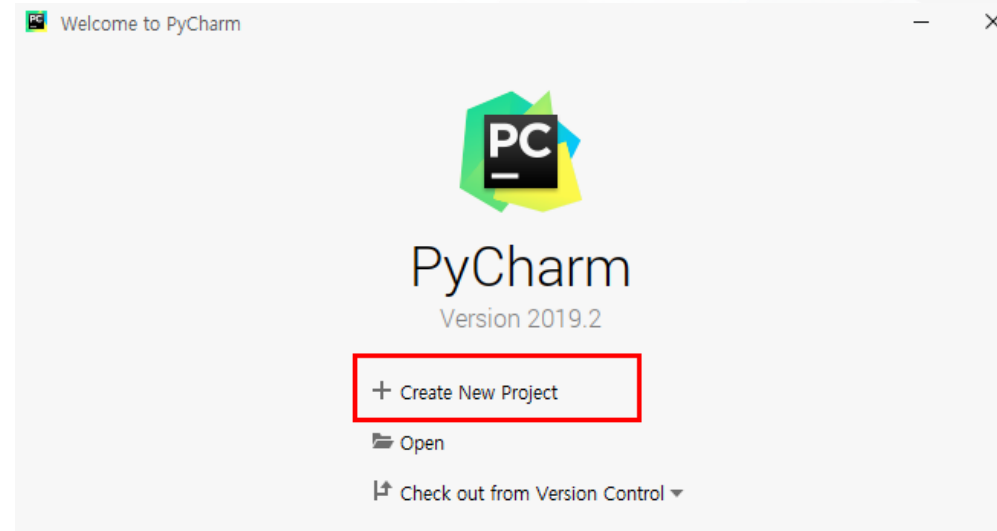 Welcome to PyCharm
PC
PyCharm
Version 2019.2
Create New Project
Open
Check out from Version Control